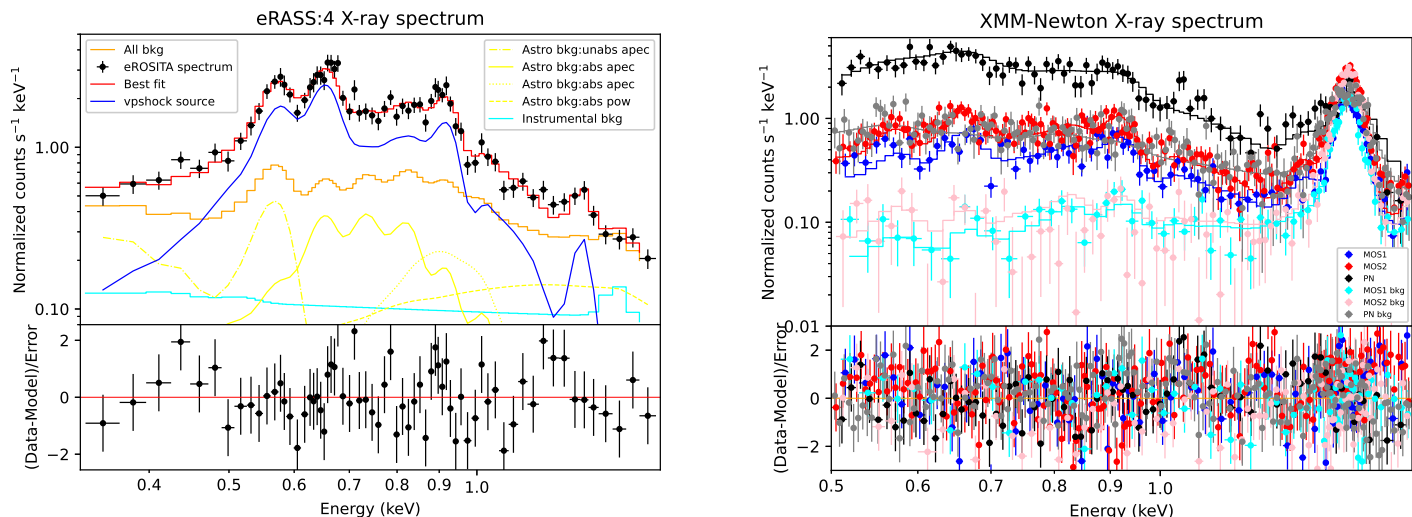 eRASS:4 X-ray spectrum
All bkg
eROSITA spectrum
Best fit
vpshock source
Astro bkg:unabs apec
Astro bkg:abs apec
Astro bkg:abs apec
Astro bkg:abs pow
Instrumental bkg
Normalized counts s⁻¹ keV⁻¹
1.00
0.10
(Data-Model)/Error
2
0
−2
0.4
0.5
0.6
0.7
0.8
0.9
1.0
Energy (keV)
XMM-Newton X-ray spectrum
Normalized counts s⁻¹ keV⁻¹
1.00
0.10
0.01
MOS1
MOS2
PN
MOS1 bkg
MOS2 bkg
PN bkg
(Data-Model)/Error
2
0
−2
0.5
0.6
0.7
0.8
0.9
1.0
Energy (keV)